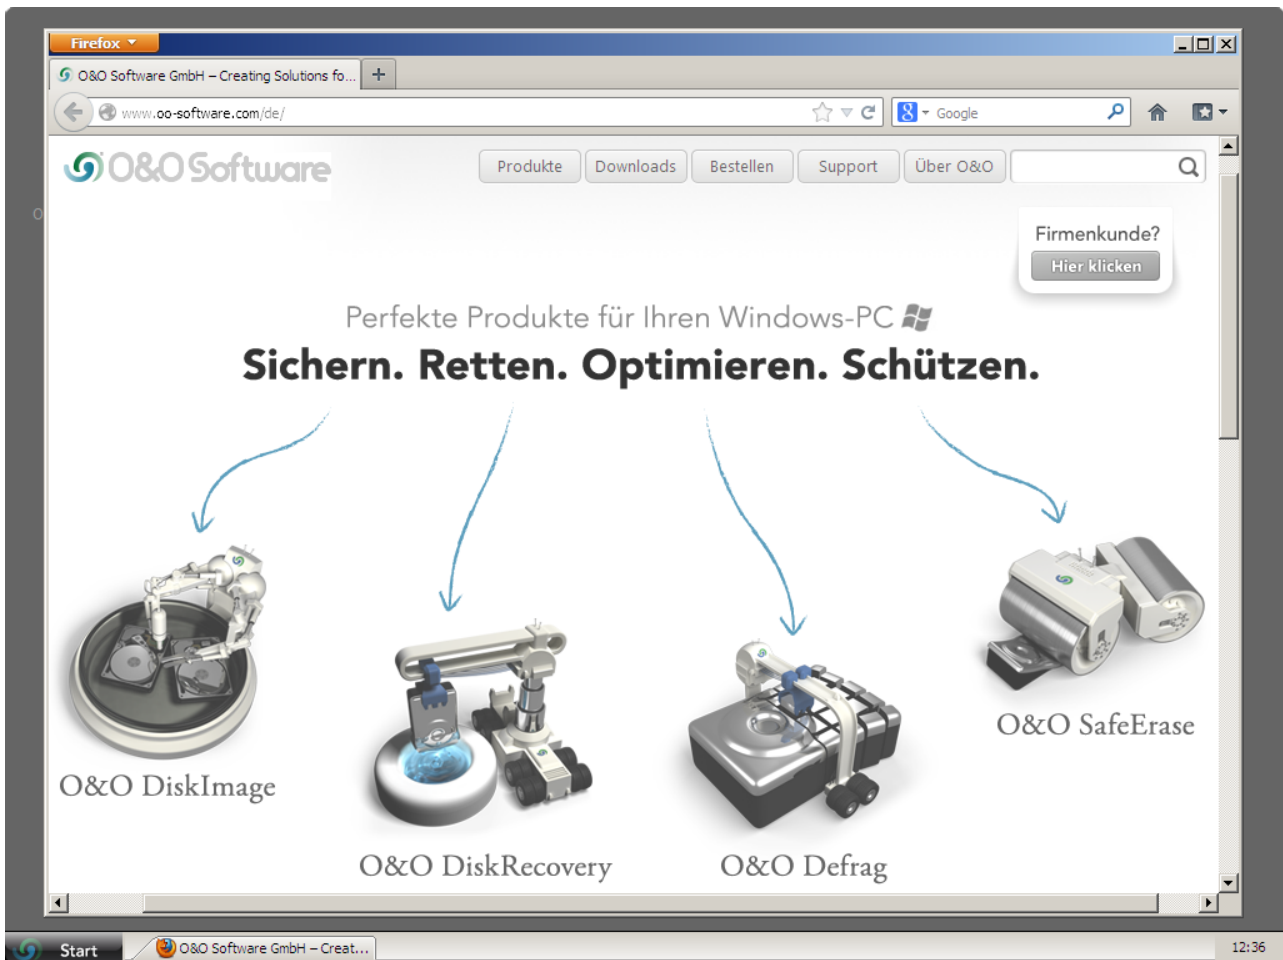 Firefox
O&O Software GmbH – Creating Solutions fo...
www.oo-software.com/de/
Google
O&O Software
Produkte
Downloads
Bestellen
Support
Über O&O
Firmenkunde?
Hier klicken
Perfekte Produkte für Ihren Windows-PC
Sichern. Retten. Optimieren. Schützen.
O&O SafeErase
O&O DiskImage
O&O DiskRecovery
O&O Defrag
Start
O&O Software GmbH – Creat...
12:36